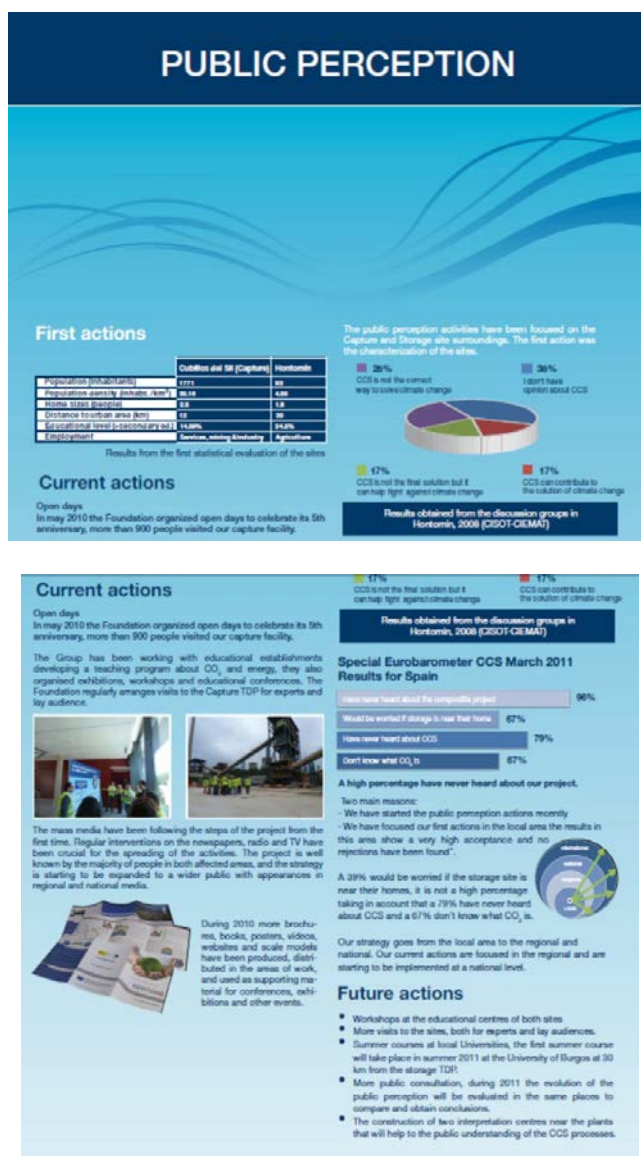 PUBLIC PERCEPTION
First actions
Cubillos del Sil (Capture) Hontomín
Population (Inhabitants) 1771
Population density (Inhabs. /km²)
Home sizes (people)
Distance to urban area (km)
Educational level (>secondary ed.)
Employment Services, mining &industry Agriculture
Results from the first statistical evaluation of the sites
Current actions
Open days
In may 2010 the Foundation organized open days to celebrate its 5th
anniversary, more than 900 people visited our capture facility.
The public perception activities have been focused on the
Capture and Storage site surroundings. The first action was
the characterization of the sites.
28%
CCS is not the correct
way to solve climate change
38%
I don't have
opinion about CCS
17%
CCS is not the final solution but it
can help fight against climate change
17%
CCS can contribute to
the solution of climate change
Results obtained from the discussion groups in
Hontomín, 2008 (CISOT-CIEMAT)
Current actions
Open days
In may 2010 the Foundation organized open days to celebrate its 5th
anniversary, more than 900 people visited our capture facility.
The Group has been working with educational establishments
developing a teaching program about CO₂ and energy, they also
organised exhibitions, workshops and educational conferences. The
Foundation regularly arranges visits to the Capture TDP for experts and
lay audience.
The mass media have been following the steps of the project from the
first time. Regular interventions on the newspapers, radio and TV have
been crucial for the spreading of the activities. The project is well
known by the majority of people in both affected areas, and the strategy
is starting to be expanded to a wider public with appearances in
regional and national media.
During 2010 more brochu-
res, books, posters, videos,
websites and scale models
have been produced, distri-
buted in the areas of work,
and used as supporting ma-
terial for conferences, exhi-
bitions and other events.
17%
CCS is not the final solution but it
can help fight against climate change
17%
CCS can contribute to
the solution of climate change
Results obtained from the discussion groups in
Hontomín, 2008 (CISOT-CIEMAT)
Special Eurobarometer CCS March 2011
Results for Spain
Have never heard about the compostilla project 96%
Would be worried if storage is near their home 67%
Have never heard about CCS 79%
Don't know what CO₂ is 67%
A high percentage have never heard about our project.
Two main reasons:
- We have started the public perception actions recently
- We have focused our first actions in the local area the results in
this area show a very high acceptance and no
rejections have been found".
A 39% would be worried if the storage site is
near their homes, it is not a high percentage
taking in account that a 79% have never heard
about CCS and a 67% don't know what CO₂ is.
Our strategy goes from the local area to the regional and
national. Our current actions are focused in the regional and are
starting to be implemented at a national level.
Future actions
• Workshops at the educational centres of both sites
• More visits to the sites, both for experts and lay audiences.
• Summer courses at local Universities, the first summer course
will take place in summer 2011 at the University of Burgos at 30
km from the storage TDP.
• More public consultation, during 2011 the evolution of the
public perception will be evaluated in the same places to
compare and obtain conclusions.
• The construction of two interpretation centres near the plants
that will help to the public understanding of the CCS processes.